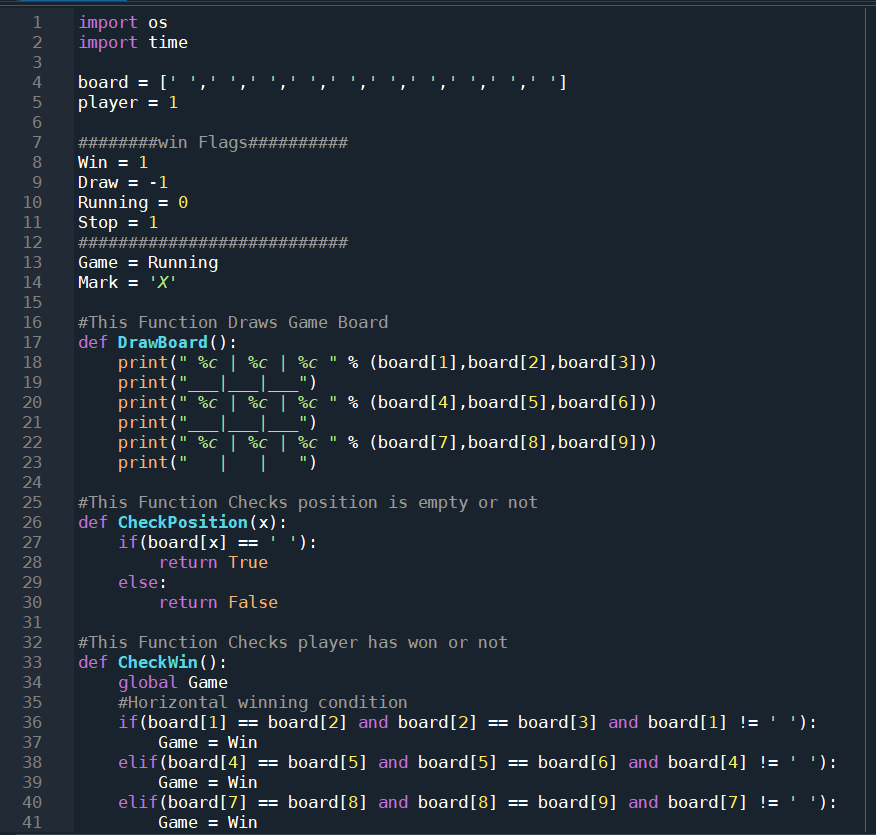 1 import os
2 import time
3
4 board = [' ',' ',' ',' ',' ',' ',' ',' ',' ',' ']
5 player = 1
6
7 ########win Flags##########
8 Win = 1
9 Draw = -1
10 Running = 0
11 Stop = 1
12 ###########################
13 Game = Running
14 Mark = 'X'
15
16 #This Function Draws Game Board
17 def DrawBoard():
18     print(" %c | %c | %c " % (board[1],board[2],board[3]))
19     print("___|___|___")
20     print(" %c | %c | %c " % (board[4],board[5],board[6]))
21     print("___|___|___")
22     print(" %c | %c | %c " % (board[7],board[8],board[9]))
23     print("   |   |   ")
24
25 #This Function Checks position is empty or not
26 def CheckPosition(x):
27     if(board[x] == ' '):
28         return True
29     else:
30         return False
31
32 #This Function Checks player has won or not
33 def CheckWin():
34     global Game
35     #Horizontal winning condition
36     if(board[1] == board[2] and board[2] == board[3] and board[1] != ' '):
37         Game = Win
38     elif(board[4] == board[5] and board[5] == board[6] and board[4] != ' '):
39         Game = Win
40     elif(board[7] == board[8] and board[8] == board[9] and board[7] != ' '):
41         Game = Win